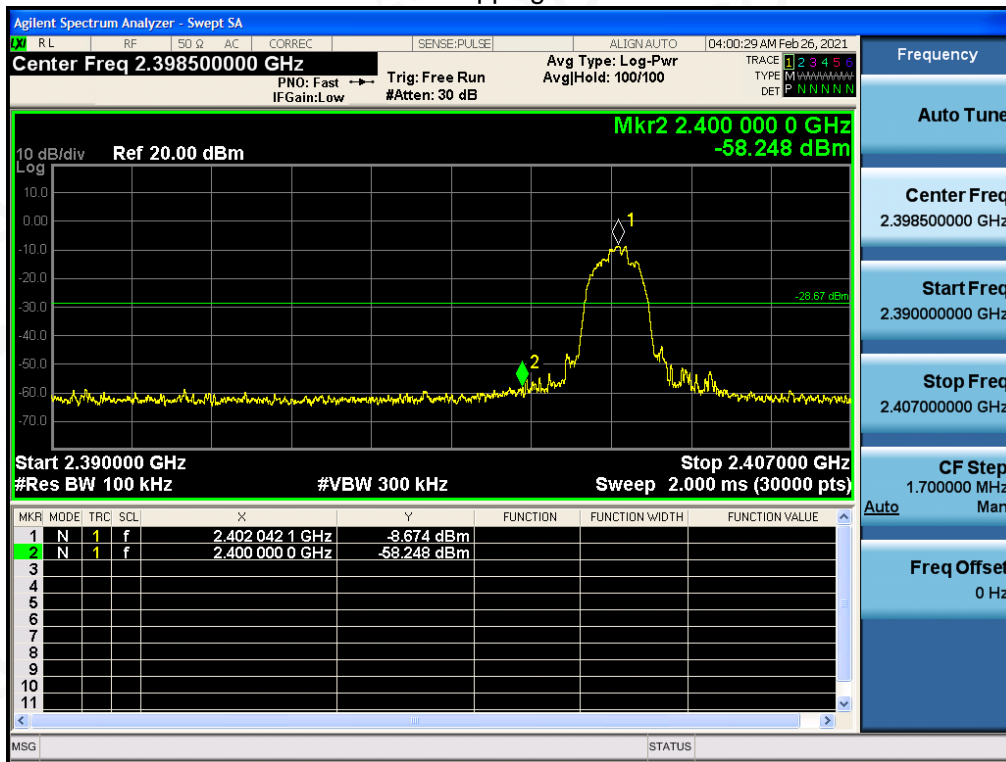 Agilent Spectrum Analyzer - Swept SA
LXI RL RF 50 Ω AC CORREC SENSE:PULSE ALIGN AUTO 04:00:29 AM Feb 26, 2021
Center Freq 2.398500000 GHz
PNO: Fast
IFGain:Low
Trig: Free Run
#Atten: 30 dB
Avg Type: Log-Pwr
Avg|Hold: 100/100
TRACE 1 2 3 4 5 6
TYPE M WWWWWW
DET P N N N N N
Mkr2 2.400 000 0 GHz
-58.248 dBm
10 dB/div Ref 20.00 dBm
Log
10.0
0.00
-10.0
-20.0
-30.0
-40.0
-50.0
-60.0
-70.0
1
-28.67 dBm
2
Start 2.390000 GHz Stop 2.407000 GHz
#Res BW 100 kHz #VBW 300 kHz Sweep 2.000 ms (30000 pts)
MKR MODE TRC SCL X Y FUNCTION FUNCTION WIDTH FUNCTION VALUE
1 N 1 f 2.402 042 1 GHz -8.674 dBm
2 N 1 f 2.400 000 0 GHz -58.248 dBm
3
4
5
6
7
8
9
10
11
MSG STATUS
Frequency
Auto Tune
Center Freq
2.398500000 GHz
Start Freq
2.390000000 GHz
Stop Freq
2.407000000 GHz
CF Step
1.700000 MHz
Auto Man
Freq Offset
0 Hz